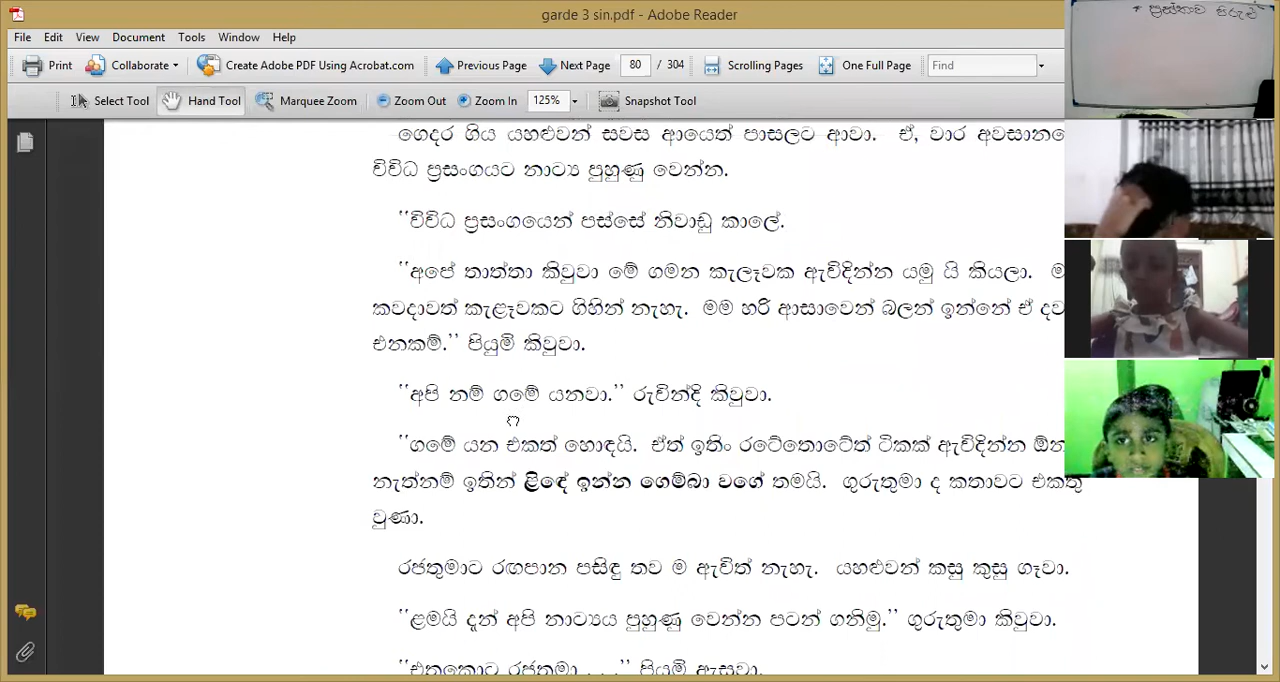 garde 3 sin.pdf - Adobe Reader
File Edit View Document Tools Window Help
Print Collaborate Create Adobe PDF Using Acrobat.com Previous Page Next Page 80 / 304 Scrolling Pages One Full Page Find
Select Tool Hand Tool Marquee Zoom Zoom Out Zoom In 125% Snapshot Tool
* ප්‍රස්තාව පිරුළු
ගෙදර ගිය යහළුවන් සවස ආයෙත් පාසලට ආවා. ඒ, වාර
විවිධ ප්‍රසංගයට නාට්‍ය පුහුණු වෙන්න.
“විවිධ ප්‍රසංගයෙන් පස්සේ නිවාඩු කාලේ.
“අපේ තාත්තා කිවුවා මේ ගමන කැලෑවක ඇවිදින්න යමු යි කියලා.
කවදාවත් කැළෑවකට ගිහින් නැහැ. මම හරි ආසාවෙන් බලන් ඉන්නේ ඒ
එනකම්.” පියුමි කිවුවා.
“අපි නම් ගමේ යනවා.” රුවින්දි කිවුවා.
“ගමේ යන එකත් හොඳයි. ඒත් ඉතිං රටේතොටේත් ටිකක් ඇවිදින්න
නැත්නම් ඉතින් ළිඳේ ඉන්න ගෙම්බා වගේ තමයි. ගුරුතුමා ද කතාවට එකතු
වුණා.
රජතුමාට රඟපාන පසිඳු තව ම ඇවිත් නැහැ. යහළුවන් කසු කුසු ගෑවා.
“ළමයි දැන් අපි නාට්‍යය පුහුණු වෙන්න පටන් ගනිමු.” ගුරුතුමා කිවුවා.
“එතකොට රජතුමා . . .” පියුමි ඇසුවා.